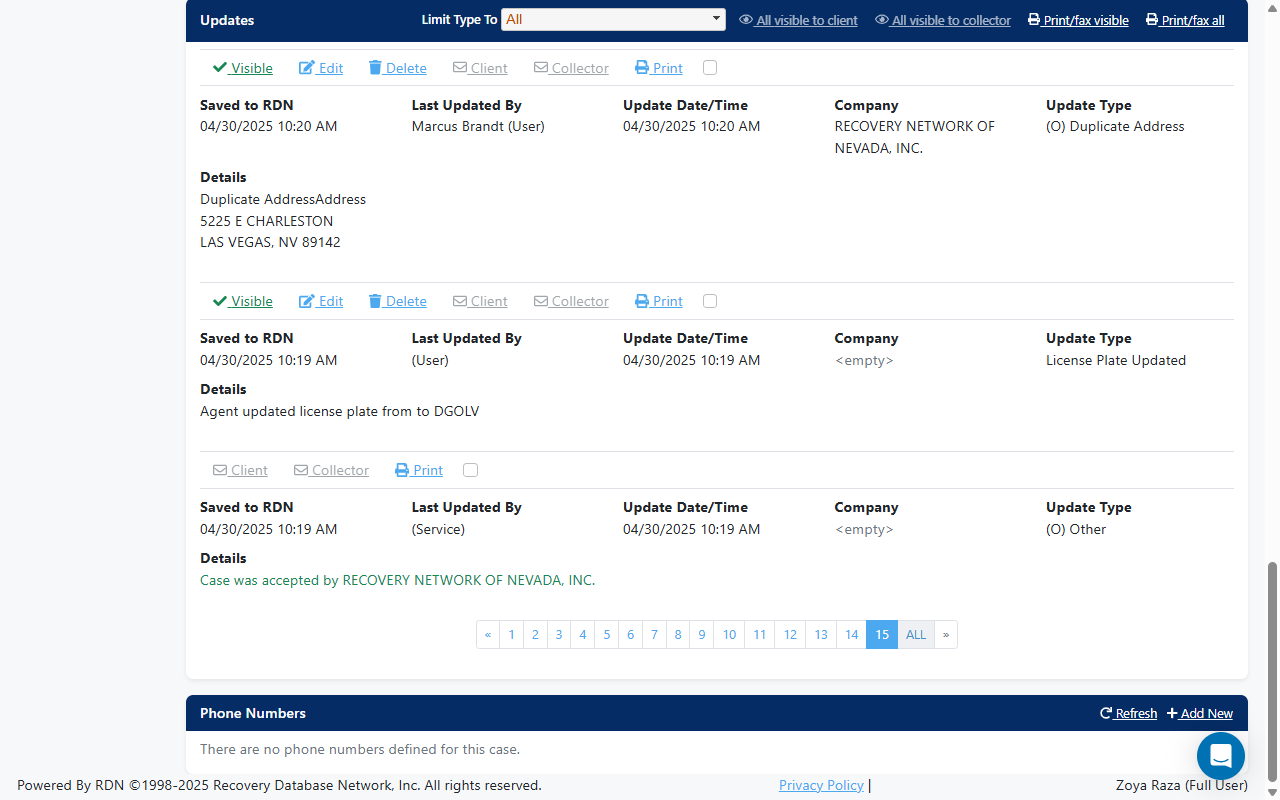 Updates Limit Type To All All visible to client All visible to collector Print/fax visible Print/fax all
Visible Edit Delete Client Collector Print
Saved to RDN Last Updated By Update Date/Time Company Update Type
04/30/2025 10:20 AM Marcus Brandt (User) 04/30/2025 10:20 AM RECOVERY NETWORK OF (O) Duplicate Address
NEVADA, INC.
Details
Duplicate AddressAddress
5225 E CHARLESTON
LAS VEGAS, NV 89142
Visible Edit Delete Client Collector Print
Saved to RDN Last Updated By Update Date/Time Company Update Type
04/30/2025 10:19 AM (User) 04/30/2025 10:19 AM <empty> License Plate Updated
Details
Agent updated license plate from to DGOLV
Client Collector Print
Saved to RDN Last Updated By Update Date/Time Company Update Type
04/30/2025 10:19 AM (Service) 04/30/2025 10:19 AM <empty> (O) Other
Details
Case was accepted by RECOVERY NETWORK OF NEVADA, INC.
« 1 2 3 4 5 6 7 8 9 10 11 12 13 14 15 ALL »
Phone Numbers Refresh Add New
There are no phone numbers defined for this case.
Powered By RDN ©1998-2025 Recovery Database Network, Inc. All rights reserved. Privacy Policy | Zoya Raza (Full User)